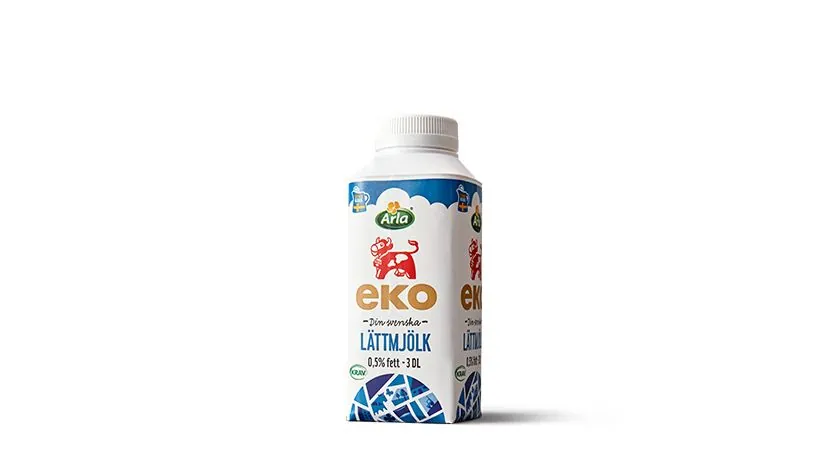 Arla
eko
Din svenska
LÄTTMJÖLK
0,5% fett - 3 DL
KRAV